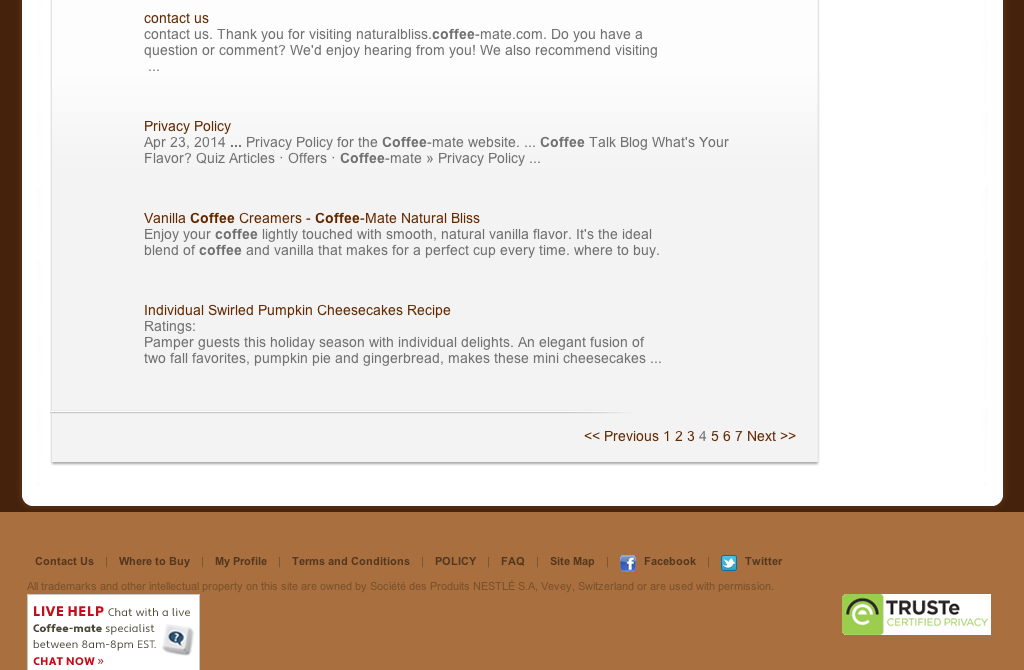 contact us
contact us. Thank you for visiting naturalbliss.coffee-mate.com. Do you have a
question or comment? We'd enjoy hearing from you! We also recommend visiting
...
Privacy Policy
Apr 23, 2014 ... Privacy Policy for the Coffee-mate website. ... Coffee Talk Blog What's Your
Flavor? Quiz Articles · Offers · Coffee-mate » Privacy Policy ...
Vanilla Coffee Creamers - Coffee-Mate Natural Bliss
Enjoy your coffee lightly touched with smooth, natural vanilla flavor. It's the ideal
blend of coffee and vanilla that makes for a perfect cup every time. where to buy.
Individual Swirled Pumpkin Cheesecakes Recipe
Ratings:
Pamper guests this holiday season with individual delights. An elegant fusion of
two fall favorites, pumpkin pie and gingerbread, makes these mini cheesecakes ...
<< Previous 1 2 3 4 5 6 7 Next >>
Contact Us | Where to Buy | My Profile | Terms and Conditions | POLICY | FAQ | Site Map | Facebook | Twitter
All trademarks and other intellectual property on this site are owned by Société des Produits NESTLÉ S.A, Vevey, Switzerland or are used with permission.
LIVE HELP Chat with a live
Coffee-mate specialist
between 8am-8pm EST.
CHAT NOW »
TRUSTe
CERTIFIED PRIVACY